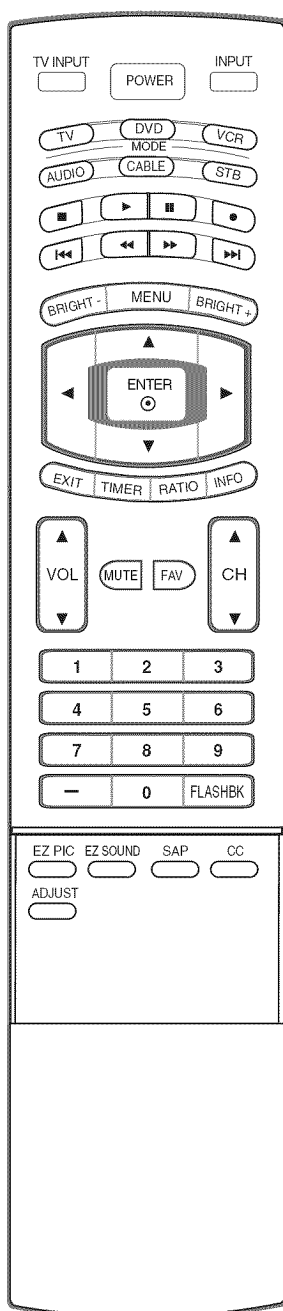 TV INPUT POWER INPUT
TV DVD VCR
MODE
AUDIO CABLE STB
BRIGHT - MENU BRIGHT +
ENTER
EXIT TIMER RATIO INFO
VOL MUTE FAV CH
1 2 3
4 5 6
7 8 9
— 0 FLASHBK
EZ PIC EZ SOUND SAP CC
ADJUST